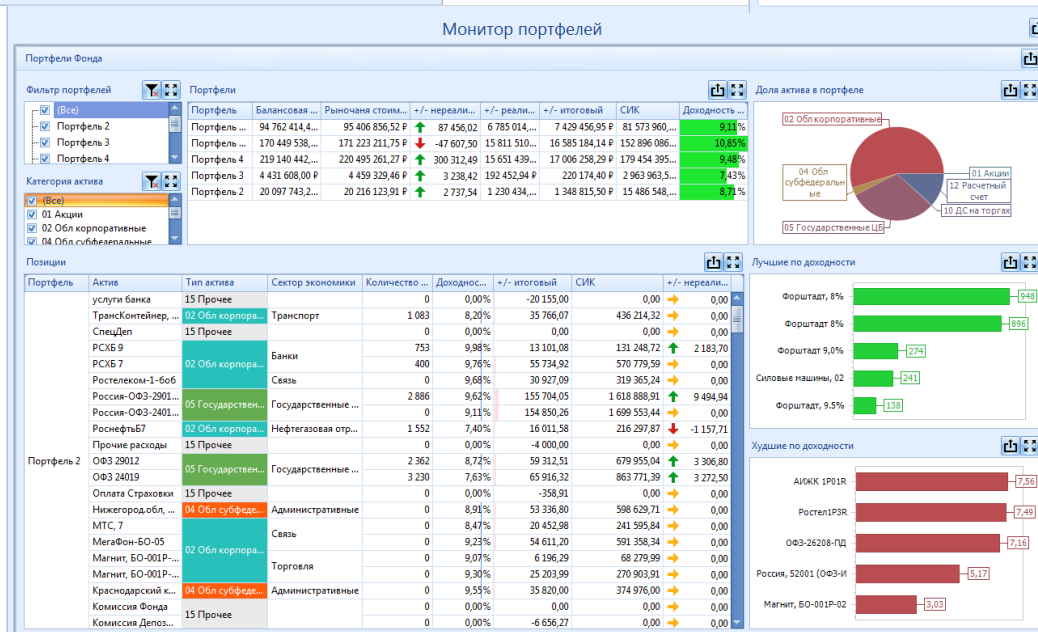 Монитор портфелей
Портфели Фонда
Фильтр портфелей
(Все)
Портфель 2
Портфель 3
Портфель 4
Категория актива
(Все)
01 Акции
02 Обл корпоративные
04 Обл субфедеральные
Портфели
Портфель Балансовая ... Рыночаня стоим... +/- нереали... +/- реали... +/- итоговый СИК Доходность ...
Портфель ... 94 762 414,4... 95 406 856,52 ₽ 87 456,02 6 785 014,... 7 429 456,95 ₽ 81 573 960,... 9,11%
Портфель ... 170 449 538,... 171 223 211,75 ₽ -47 607,50 15 811 510... 16 585 184,14 ₽ 152 896 086... 10,85%
Портфель 4 219 140 442,... 220 495 261,27 ₽ 300 312,49 15 651 439... 17 006 258,29 ₽ 179 454 395... 9,48%
Портфель 3 4 431 608,00 ₽ 4 459 329,46 ₽ 3 238,42 192 452,94 ₽ 220 174,40 ₽ 2 963 963,5... 7,43%
Портфель 2 20 097 743,2... 20 216 123,91 ₽ 2 737,54 1 230 434,... 1 348 815,50 ₽ 15 486 548,... 8,71%
Доля актива в портфеле
02 Обл корпоративные
04 Обл
субфедеральн
ые
05 Государственные ЦБ
01 Акции
12 Расчетный
счет
10 ДС на торгах
Позиции
Портфель Актив Тип актива Сектор экономики Количество ... Доходнос... +/- итоговый СИК +/- нереали...
Портфель 2
услуги банка 15 Прочее 0 0,00% -20 155,00 0,00 0,00
ТрансКонтейнер, ... 02 Обл корпора... Транспорт 1 083 8,20% 35 766,07 436 214,32 0,00
СпецДеп 15 Прочее 0 0,00% 0,00 0,00 0,00
РСХБ 9 02 Обл корпора... Банки 753 9,98% 13 101,08 131 248,72 2 183,70
РСХБ 7 400 9,76% 55 734,92 570 779,59 0,00
Ростелеком-1-боб Связь 0 9,68% 30 927,09 319 365,24 0,00
Россия-ОФЗ-2901... 05 Государствен... Государственные ... 2 886 9,62% 155 704,05 1 618 888,91 9 494,94
Россия-ОФЗ-2401... 0 9,11% 154 850,26 1 699 553,44 0,00
РоснефтьБ7 02 Обл корпора... Нефтегазовая отр... 1 552 7,40% 16 011,58 216 297,87 -1 157,71
Прочие расходы 15 Прочее 0 0,00% -4 000,00 0,00 0,00
ОФЗ 29012 05 Государствен... Государственные ... 2 362 8,72% 59 312,51 679 955,04 3 306,80
ОФЗ 24019 3 230 7,63% 65 916,32 863 771,39 3 272,50
Оплата Страховки 15 Прочее 0 0,00% -358,91 0,00 0,00
Нижегород.обл, ... 04 Обл субфеде... Административные 0 8,91% 53 336,80 598 629,71 0,00
МТС, 7 02 Обл корпора... Связь 0 8,47% 20 452,98 241 595,84 0,00
МегаФон-БО-05 0 9,23% 54 611,20 591 358,34 0,00
Магнит, БО-001Р-... Торговля 0 9,07% 6 196,29 68 279,99 0,00
Магнит, БО-001Р-... 0 9,30% 25 203,99 270 903,91 0,00
Краснодарский к... 04 Обл субфеде... Административные 0 9,55% 35 820,00 374 976,00 0,00
Комиссия Фонда 15 Прочее 0 0,00% 0,00 0,00 0,00
Комиссия Депоз... 0 0,00% -6 656,27 0,00 0,00
Лучшие по доходности
Форштадт, 8% 948
Форштадт 8% 896
Форштадт 9,0% 274
Силовые машины, 02 241
Форштадт, 9.5% 138
Худшие по доходности
АИЖК 1Р01R 7,56
Ростел1Р3R 7,49
ОФЗ-26208-ПД 7,16
Россия, 52001 (ОФЗ-И 5,17
Магнит, БО-001Р-02 3,03